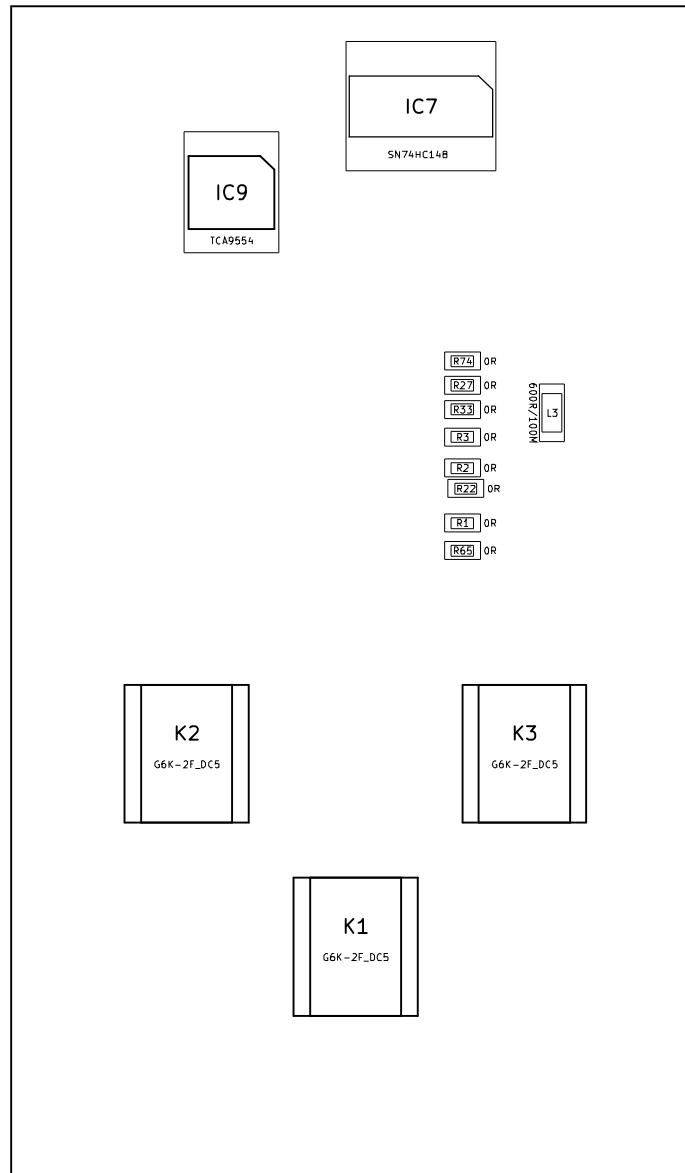 IC7
SN74HC14B
IC9
TCA9554
R74 0R
R27 0R
R33 0R
600R/100M
L3
R3 0R
R2 0R
R22 0R
R1 0R
R65 0R
K2
G6K-2F_DC5
K3
G6K-2F_DC5
K1
G6K-2F_DC5